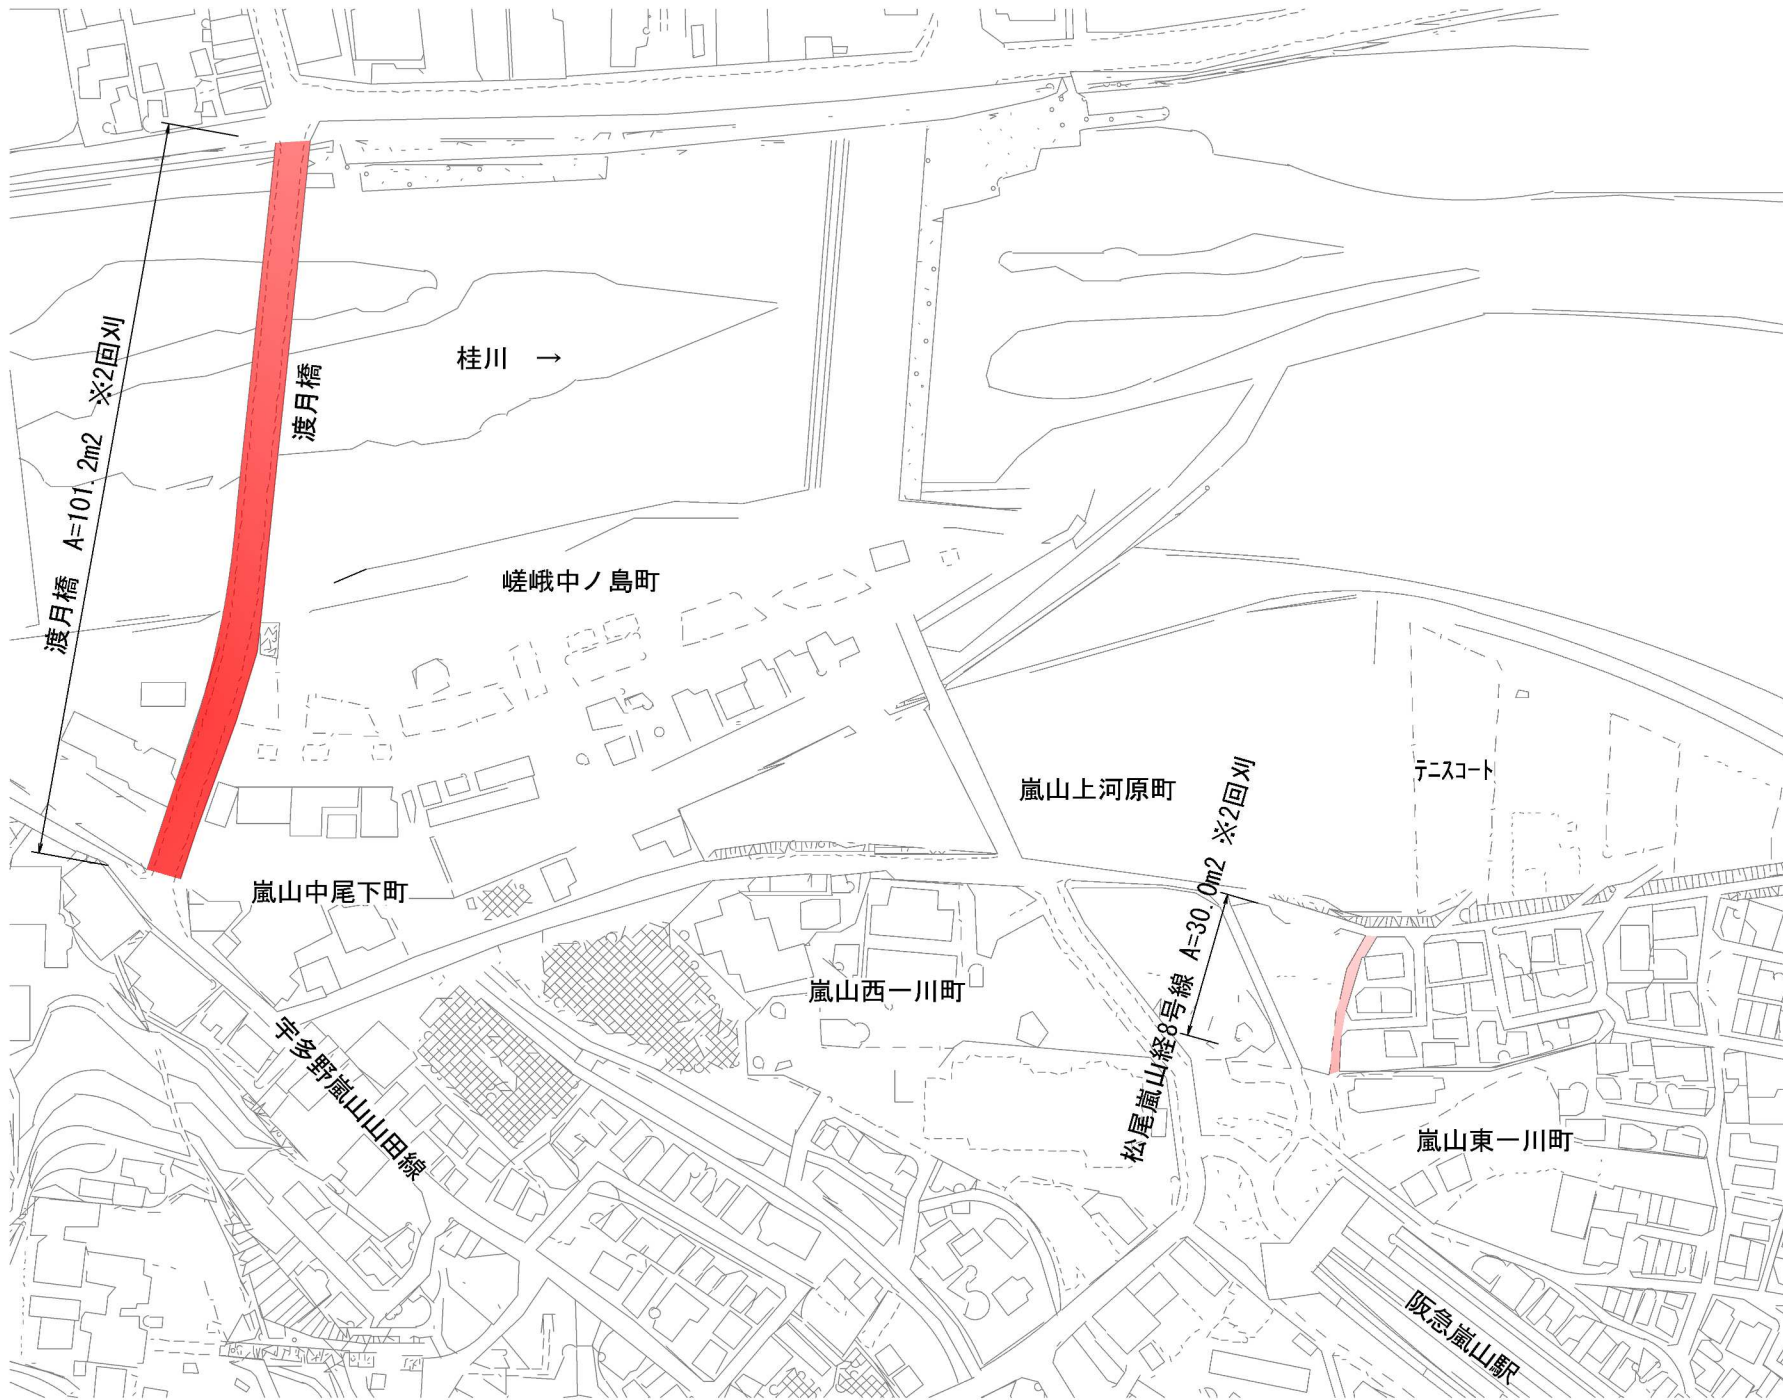 渡月橋 A=101.2m2 ※2回刈
渡月橋
桂川 →
嵯峨中ノ島町
嵐山上河原町
テニスコート
嵐山中尾下町
嵐山西一川町
松尾嵐山経8号線 A=30.0m2 ※2回刈
宇多野嵐山山田線
嵐山東一川町
阪急嵐山駅